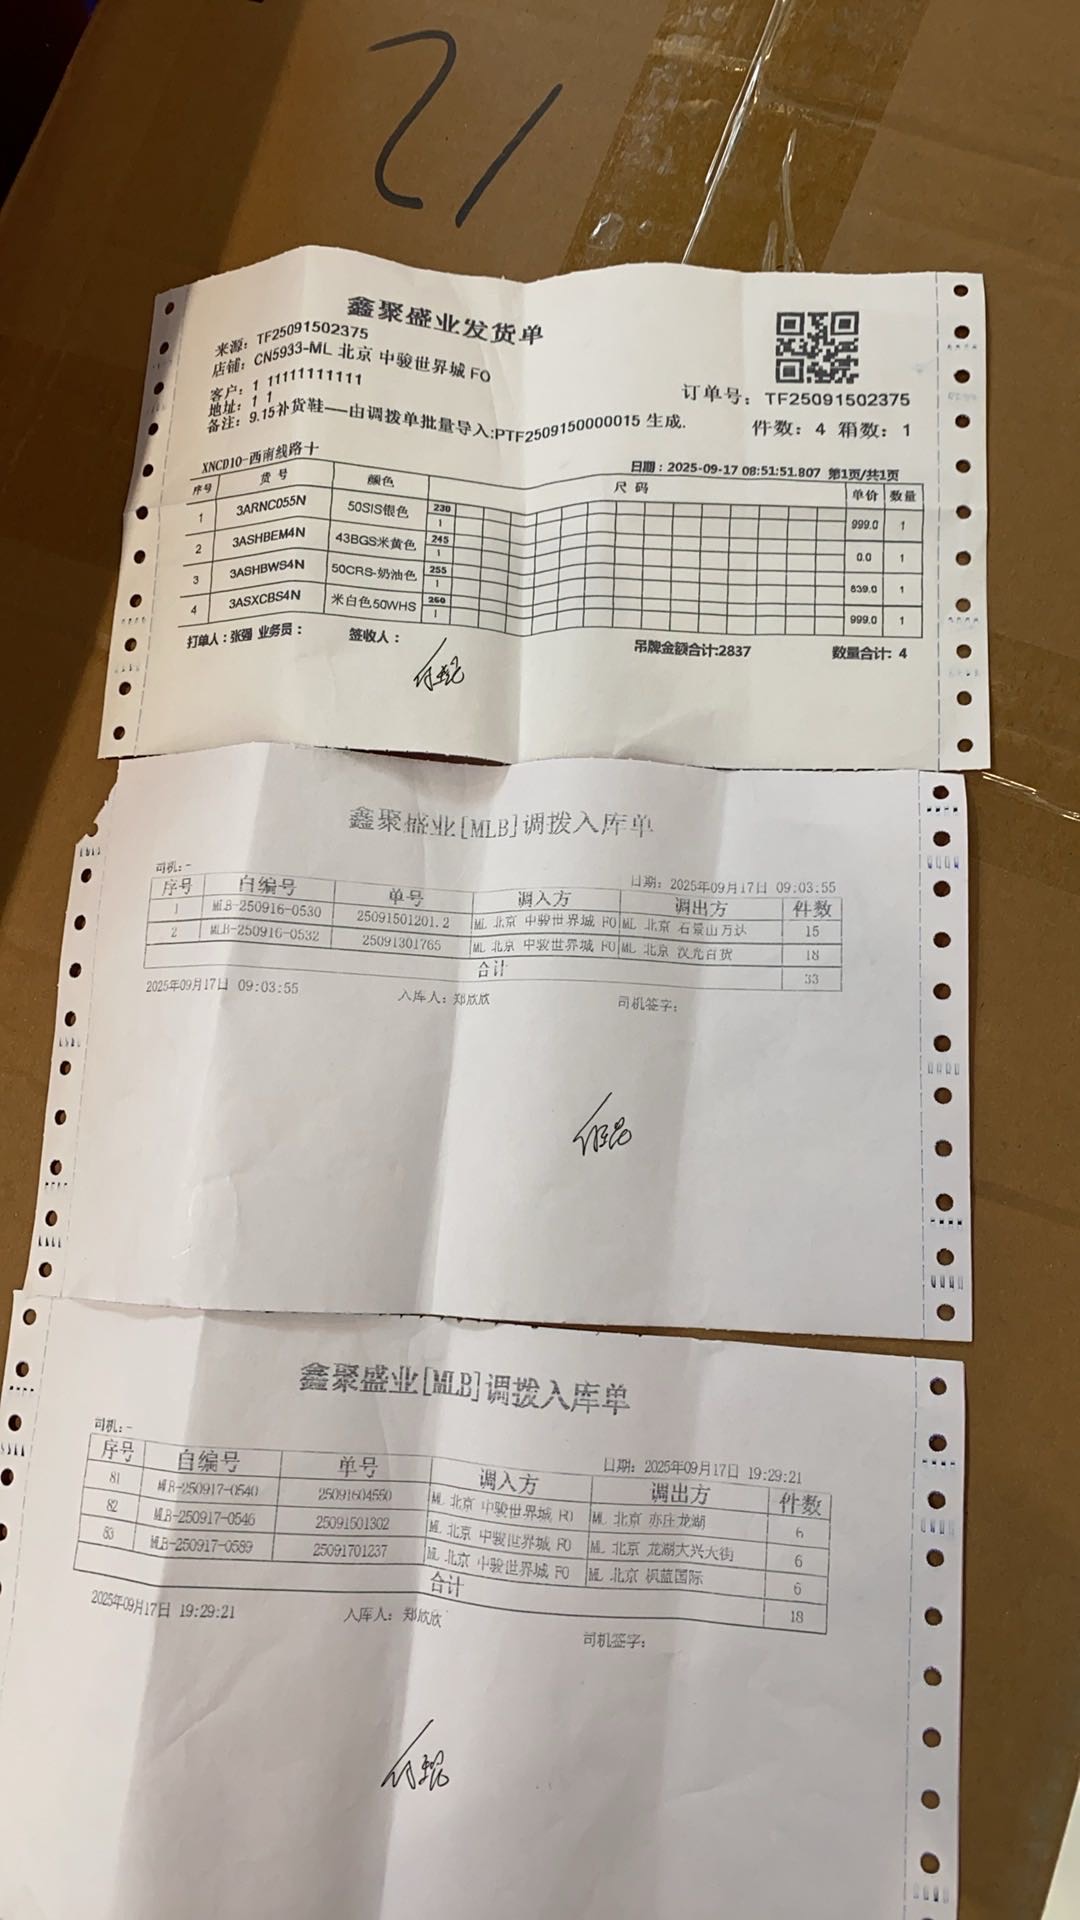 21
鑫聚盛业发货单
来源：TF25091502375
店铺：CN5933-ML 北京 中骏世界城 FO
客户：1 11111111111
订单号：TF25091502375
地址：1 1
备注：9.15补货鞋----由调拨单批量导入:PTF2509150000015 生成.
件数：4 箱数：1
XNCD10-西南线路十
日期：2025-09-17 08:51:51.807 第1页/共1页
序号 货号 颜色 尺码 单价 数量
1 3ARNC055N 50SIS银色 230 1 999.0 1
2 3ASHBEM4N 43BGS米黄色 245 1 0.0 1
3 3ASHBWS4N 50CRS-奶油色 255 1 839.0 1
4 3ASXCBS4N 米白色50WHS 260 1 999.0 1
打单人：张强 业务员： 签收人： 吊牌金额合计:2837 数量合计: 4
鑫聚盛业[MLB]调拨入库单
司机:-
日期: 2025年09月17日 09:03:55
序号 自编号 单号 调入方 调出方 件数
1 MLB-250916-0530 25091501201.2 ML 北京 中骏世界城 FO ML 北京 石景山万达 15
2 MLB-250916-0532 25091301765 ML 北京 中骏世界城 FO ML 北京 汉光百货 18
合计 33
2025年09月17日 09:03:55 入库人: 郑欣欣 司机签字:
鑫聚盛业[MLB]调拨入库单
司机:-
日期: 2025年09月17日 19:29:21
序号 自编号 单号 调入方 调出方 件数
81 MLB-250917-0540 25091604550 ML 北京 中骏世界城 FO ML 北京 亦庄龙湖 6
82 MLB-250917-0546 25091501302 ML 北京 中骏世界城 FO ML 北京 龙湖大兴大街 6
83 MLB-250917-0589 25091701237 ML 北京 中骏世界城 FO ML 北京 枫蓝国际 6
合计 18
2025年09月17日 19:29:21 入库人: 郑欣欣 司机签字: